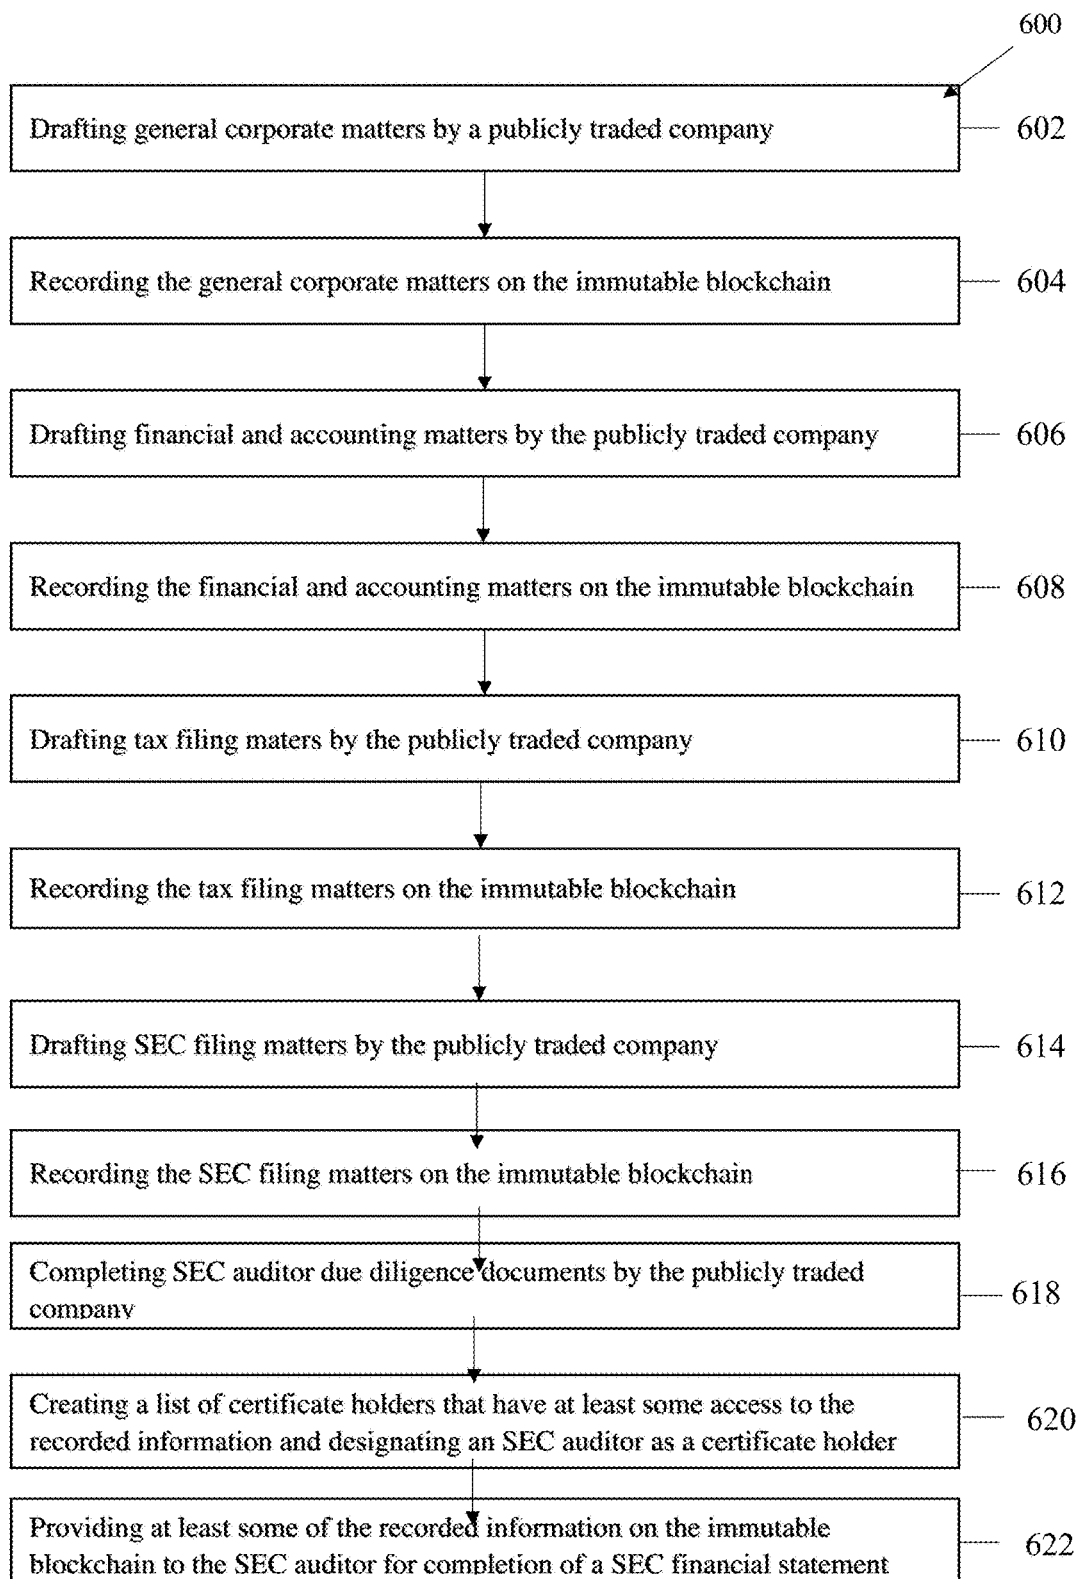 600
Drafting general corporate matters by a publicly traded company
602
Recording the general corporate matters on the immutable blockchain
604
Drafting financial and accounting matters by the publicly traded company
606
Recording the financial and accounting matters on the immutable blockchain
608
Drafting tax filing maters by the publicly traded company
610
Recording the tax filing matters on the immutable blockchain
612
Drafting SEC filing matters by the publicly traded company
614
Recording the SEC filing matters on the immutable blockchain
616
Completing SEC auditor due diligence documents by the publicly traded
company
618
Creating a list of certificate holders that have at least some access to the
recorded information and designating an SEC auditor as a certificate holder
620
Providing at least some of the recorded information on the immutable
blockchain to the SEC auditor for completion of a SEC financial statement
622